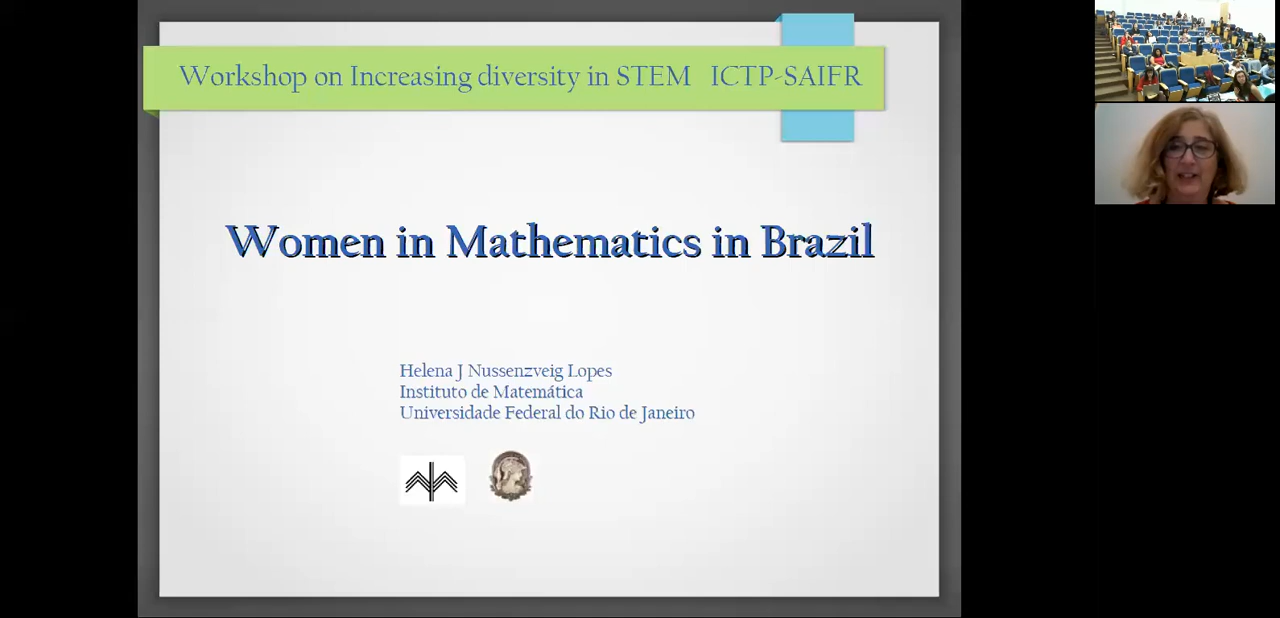 Workshop on Increasing diversity in STEM ICTP-SAIFR
Women in Mathematics in Brazil
Helena J Nussenzveig Lopes
Instituto de Matemática
Universidade Federal do Rio de Janeiro